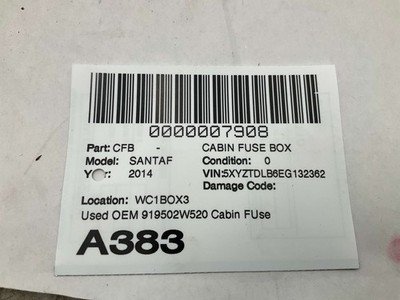 0000007908
Part: CFB - CABIN FUSE BOX
Model: SANTAF Condition: 0
Year: 2014 VIN:5XYZTDLB6EG132362
Damage Code:
Location: WC1BOX3
Used OEM 919502W520 Cabin FUse
A383